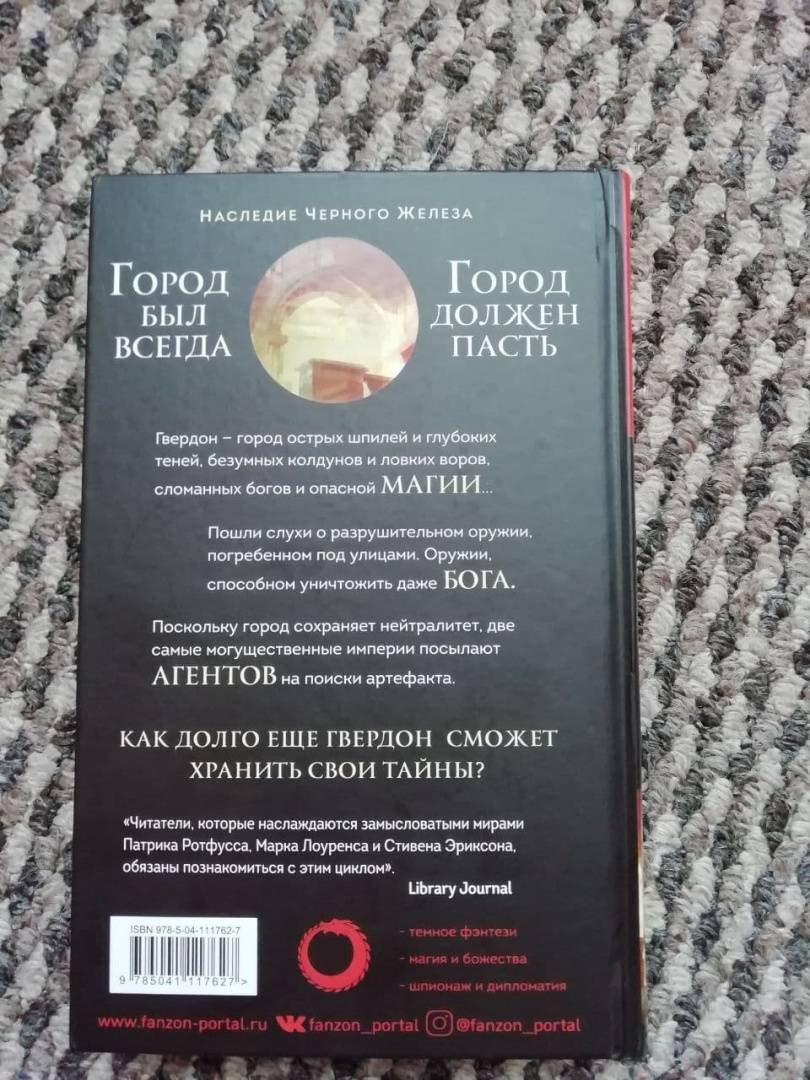 Наследие Черного Железа
Город
был
всегда
Город
должен
пасть
Гвердон – город острых шпилей и глубоких
теней, безумных колдунов и ловких воров,
сломанных богов и опасной МАГИИ...
Пошли слухи о разрушительном оружии,
погребенном под улицами. Оружии,
способном уничтожить даже БОГА.
Поскольку город сохраняет нейтралитет, две
самые могущественные империи посылают
АГЕНТОВ на поиски артефакта.
КАК ДОЛГО ЕЩЕ ГВЕРДОН СМОЖЕТ
ХРАНИТЬ СВОИ ТАЙНЫ?
«Читатели, которые наслаждаются замысловатыми мирами
Патрика Ротфусса, Марка Лоуренса и Стивена Эриксона,
обязаны познакомиться с этим циклом».
Library Journal
ISBN 978-5-04-111762-7
9 785041 117627 >
- темное фэнтези
- магия и божества
- шпионаж и дипломатия
www.fanzon-portal.ru fanzon_portal @fanzon_portal